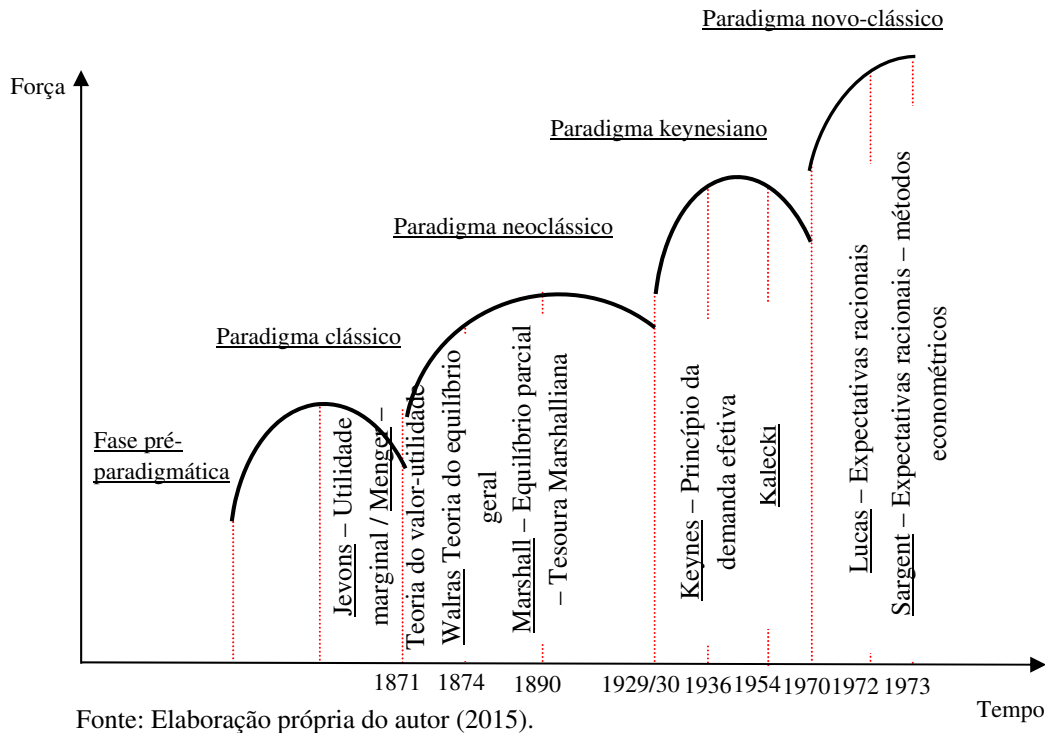 Paradigma novo-clássico
Força
Paradigma keynesiano
Paradigma neoclássico
Paradigma clássico
Fase pré-
paradigmática
Jevons – Utilidade
marginal / Menger –
Teoria do valor-utilidade
Walras Teoria do equilíbrio
geral
Marshall – Equilíbrio parcial
– Tesoura Marshalliana
Keynes – Princípio da
demanda efetiva
Kalecki
Lucas – Expectativas racionais
Sargent – Expectativas racionais – métodos
econométricos
1871
1874
1890
1929/30
1936
1954
1970
1972
1973
Tempo
Fonte: Elaboração própria do autor (2015).